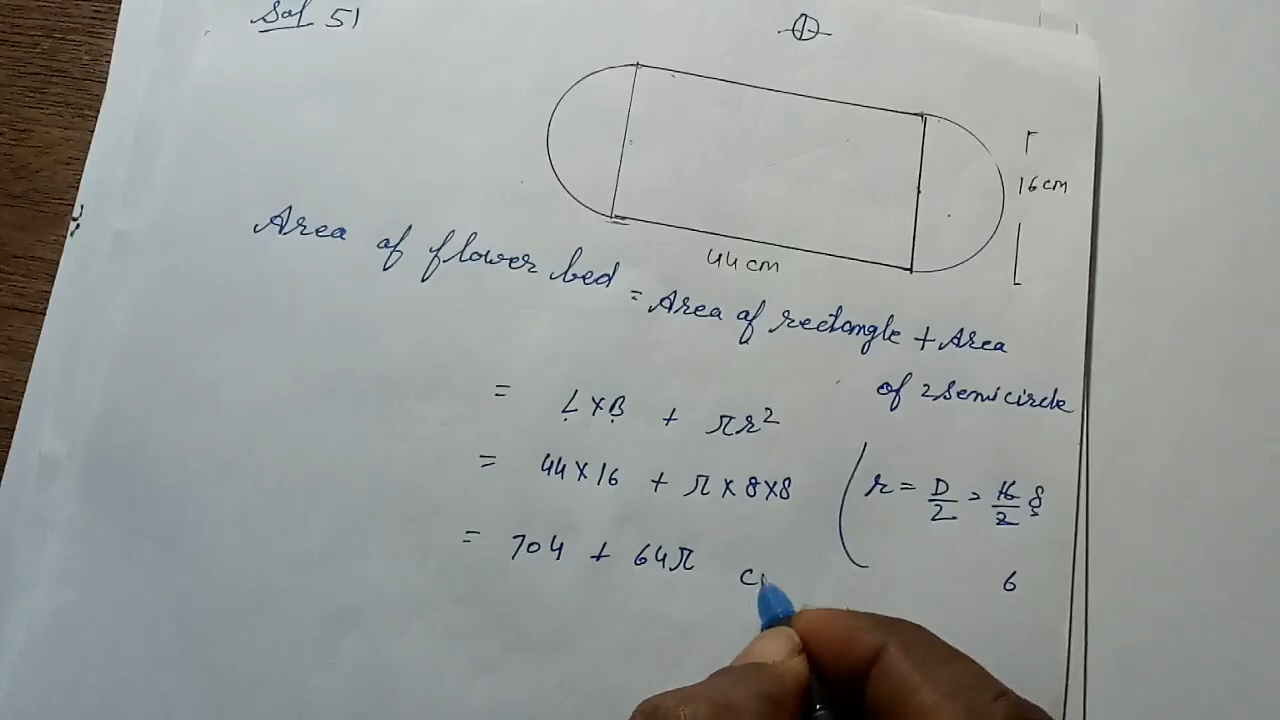 Sol 51
16 cm
44 cm
Area of flower bed = Area of rectangle + Area
of 2 semicircle
= L×B + πr²
= 44×16 + π×8×8
r = D/2 = 16/2 8
= 704 + 64π c
6